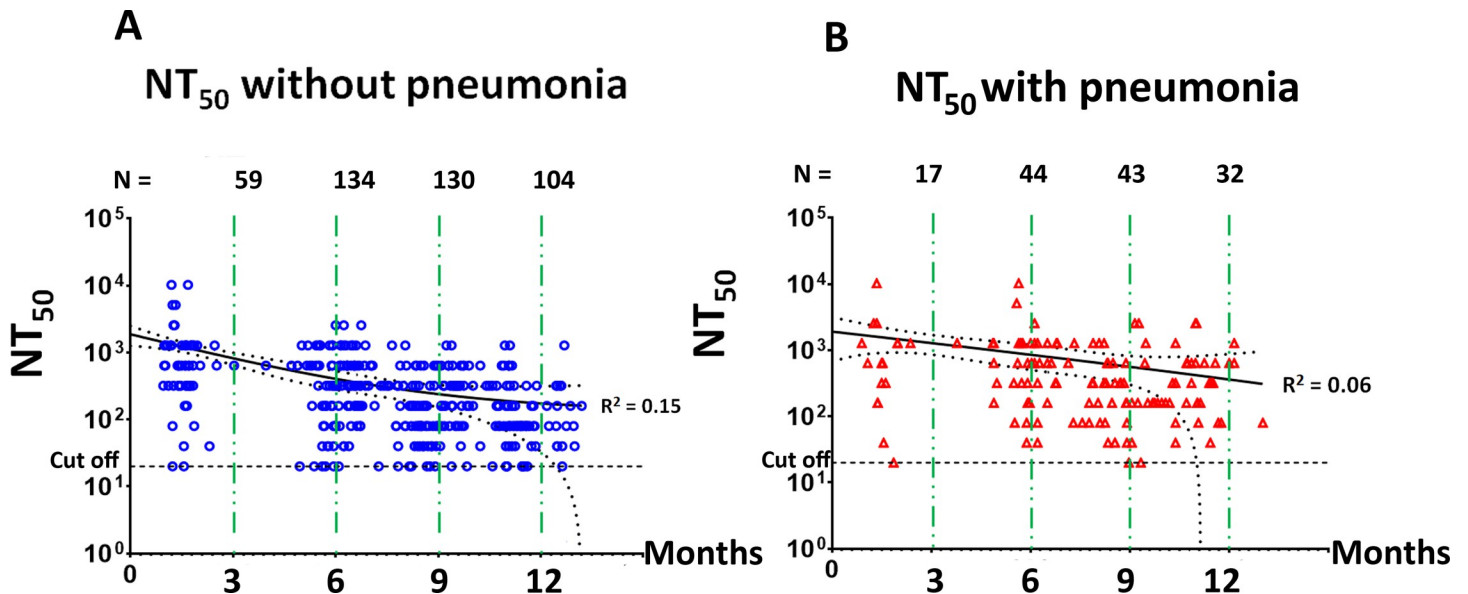 A
NT50 without pneumonia
N = 59 134 130 104
NT50
10^5
10^4
10^3
10^2
Cut off
10^1
10^0
R² = 0.15
Months
0 3 6 9 12
B
NT50 with pneumonia
N = 17 44 43 32
NT50
10^5
10^4
10^3
10^2
Cut off
10^1
10^0
R² = 0.06
Months
0 3 6 9 12